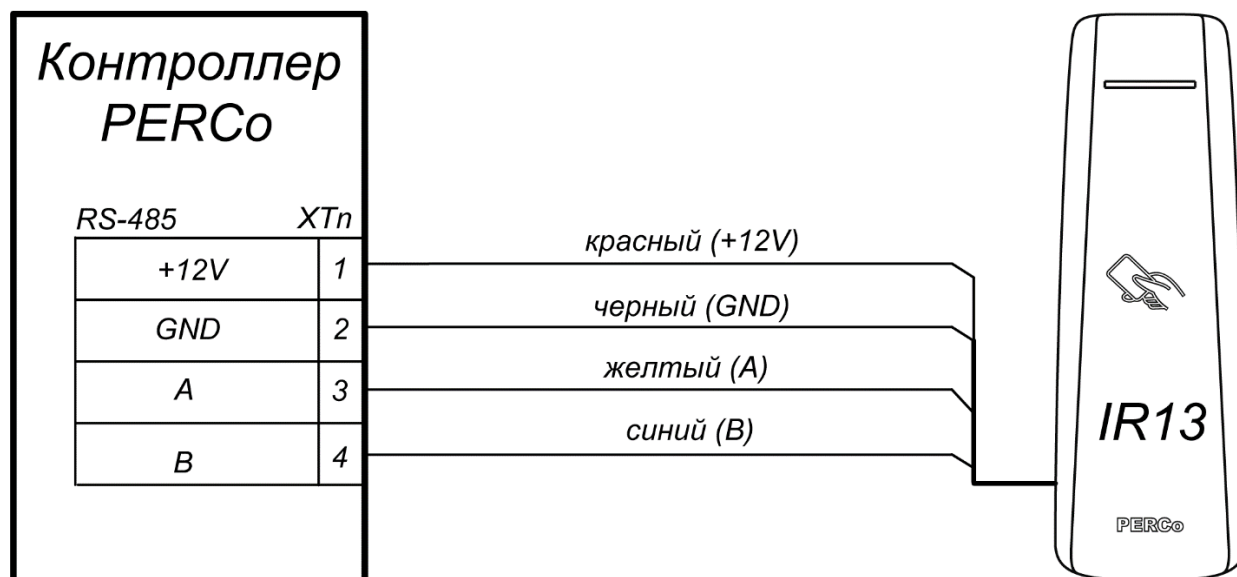 Контроллер
PERCo
RS-485 XTn
+12V 1
GND 2
A 3
B 4
красный (+12V)
черный (GND)
желтый (A)
синий (B)
IR13
PERCo